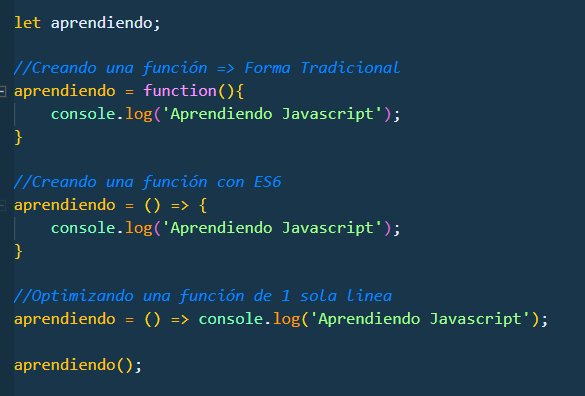 let aprendiendo;
//Creando una función => Forma Tradicional
aprendiendo = function(){
    console.log('Aprendiendo Javascript');
}
//Creando una función con ES6
aprendiendo = () => {
    console.log('Aprendiendo Javascript');
}
//Optimizando una función de 1 sola linea
aprendiendo = () => console.log('Aprendiendo Javascript');
aprendiendo();